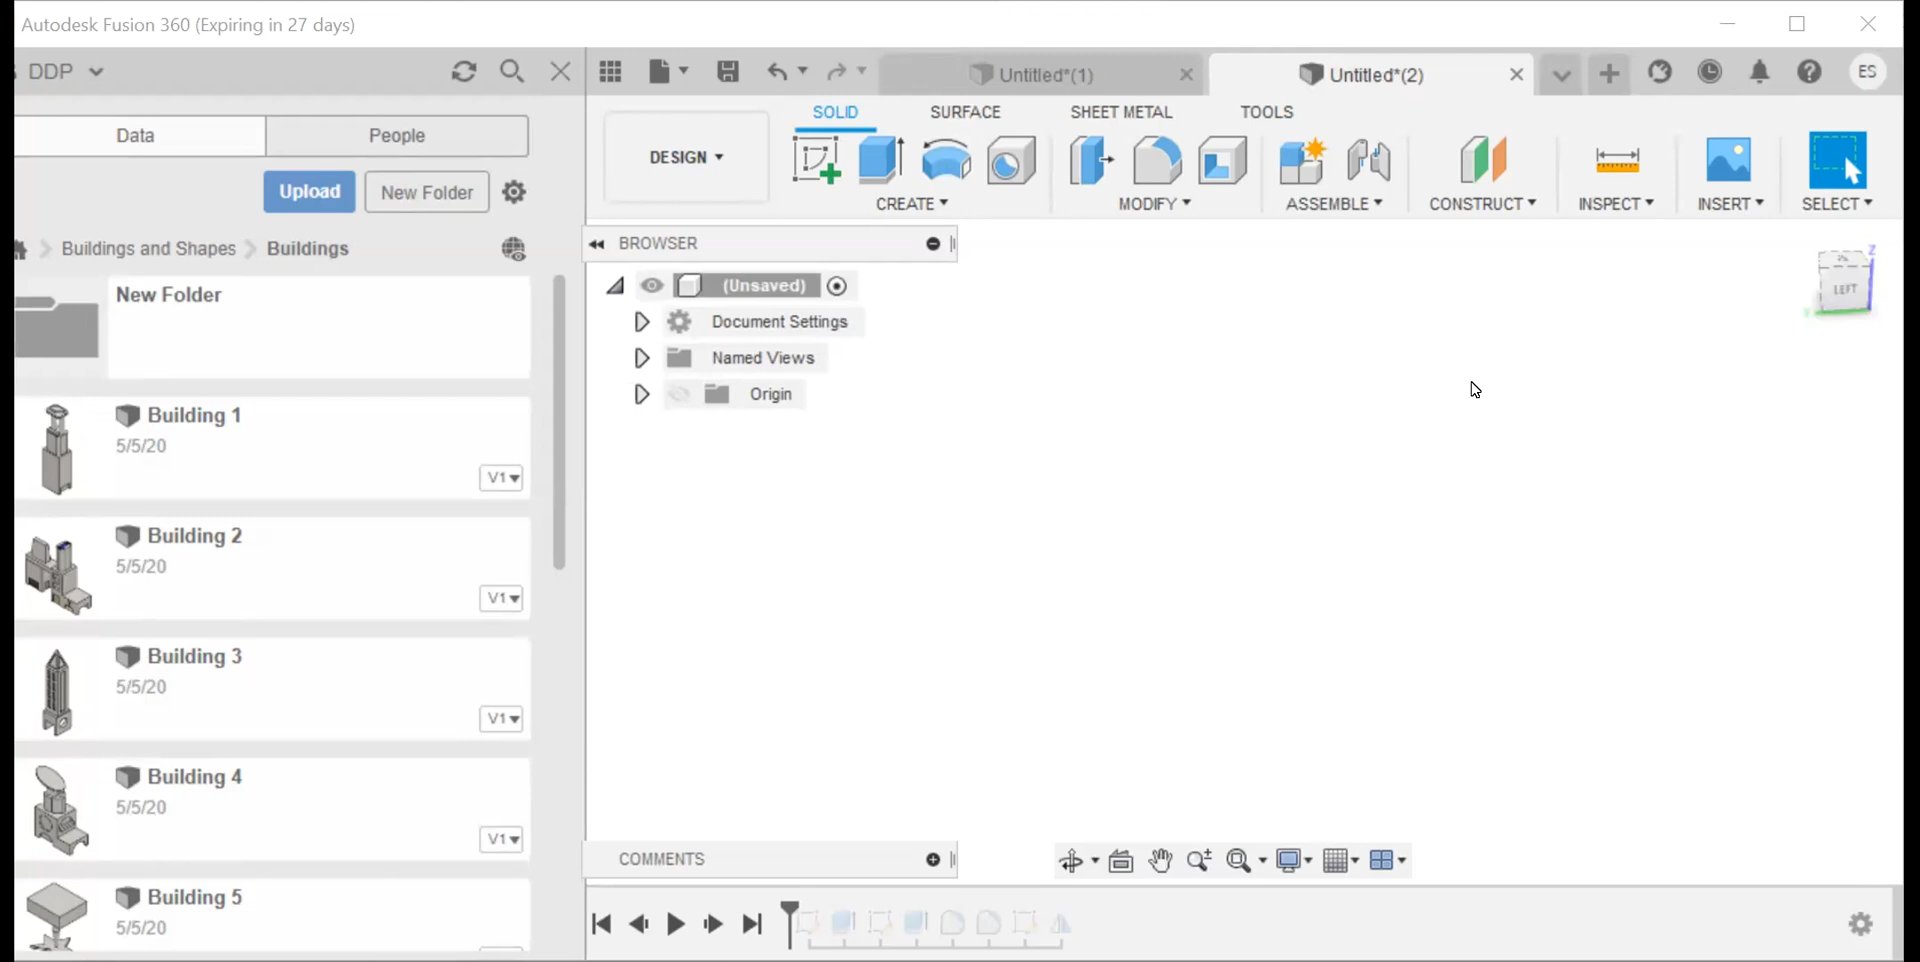 Autodesk Fusion 360 (Expiring in 27 days)
DDP
Untitled*(1)
Untitled*(2)
ES
Data
People
SOLID
SURFACE
SHEET METAL
TOOLS
DESIGN
Upload
New Folder
CREATE
MODIFY
ASSEMBLE
CONSTRUCT
INSPECT
INSERT
SELECT
Buildings and Shapes
Buildings
BROWSER
New Folder
(Unsaved)
Document Settings
Named Views
Origin
Z
LEFT
Building 1
5/5/20
V1
Building 2
5/5/20
V1
Building 3
5/5/20
V1
Building 4
5/5/20
V1
COMMENTS
Building 5
5/5/20